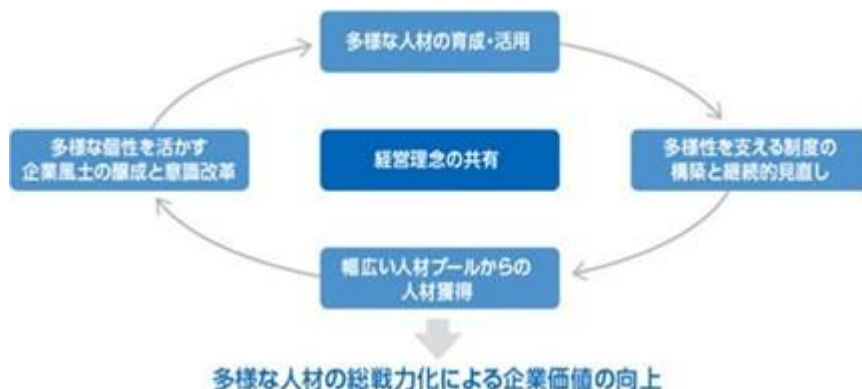 多様な人材の育成・活用
多様な個性を活かす
企業風土の醸成と意識改革
経営理念の共有
多様性を支える制度の
構築と継続的見直し
幅広い人材プールからの
人材獲得
多様な人材の総戦力化による企業価値の向上